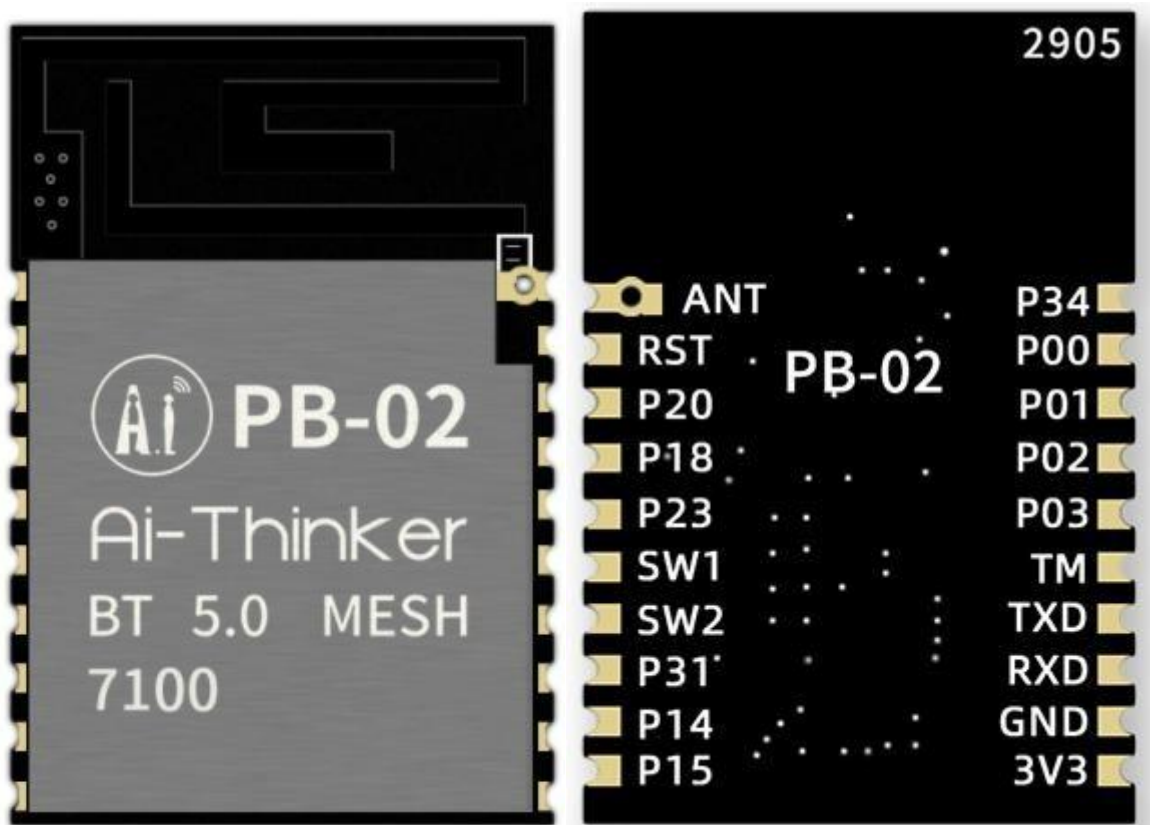 A.i PB-02
Ai-Thinker
BT 5.0 MESH
7100
2905
ANT P34
RST P00
PB-02
P20 P01
P18 P02
P23 P03
SW1 TM
SW2 TXD
P31 RXD
P14 GND
P15 3V3